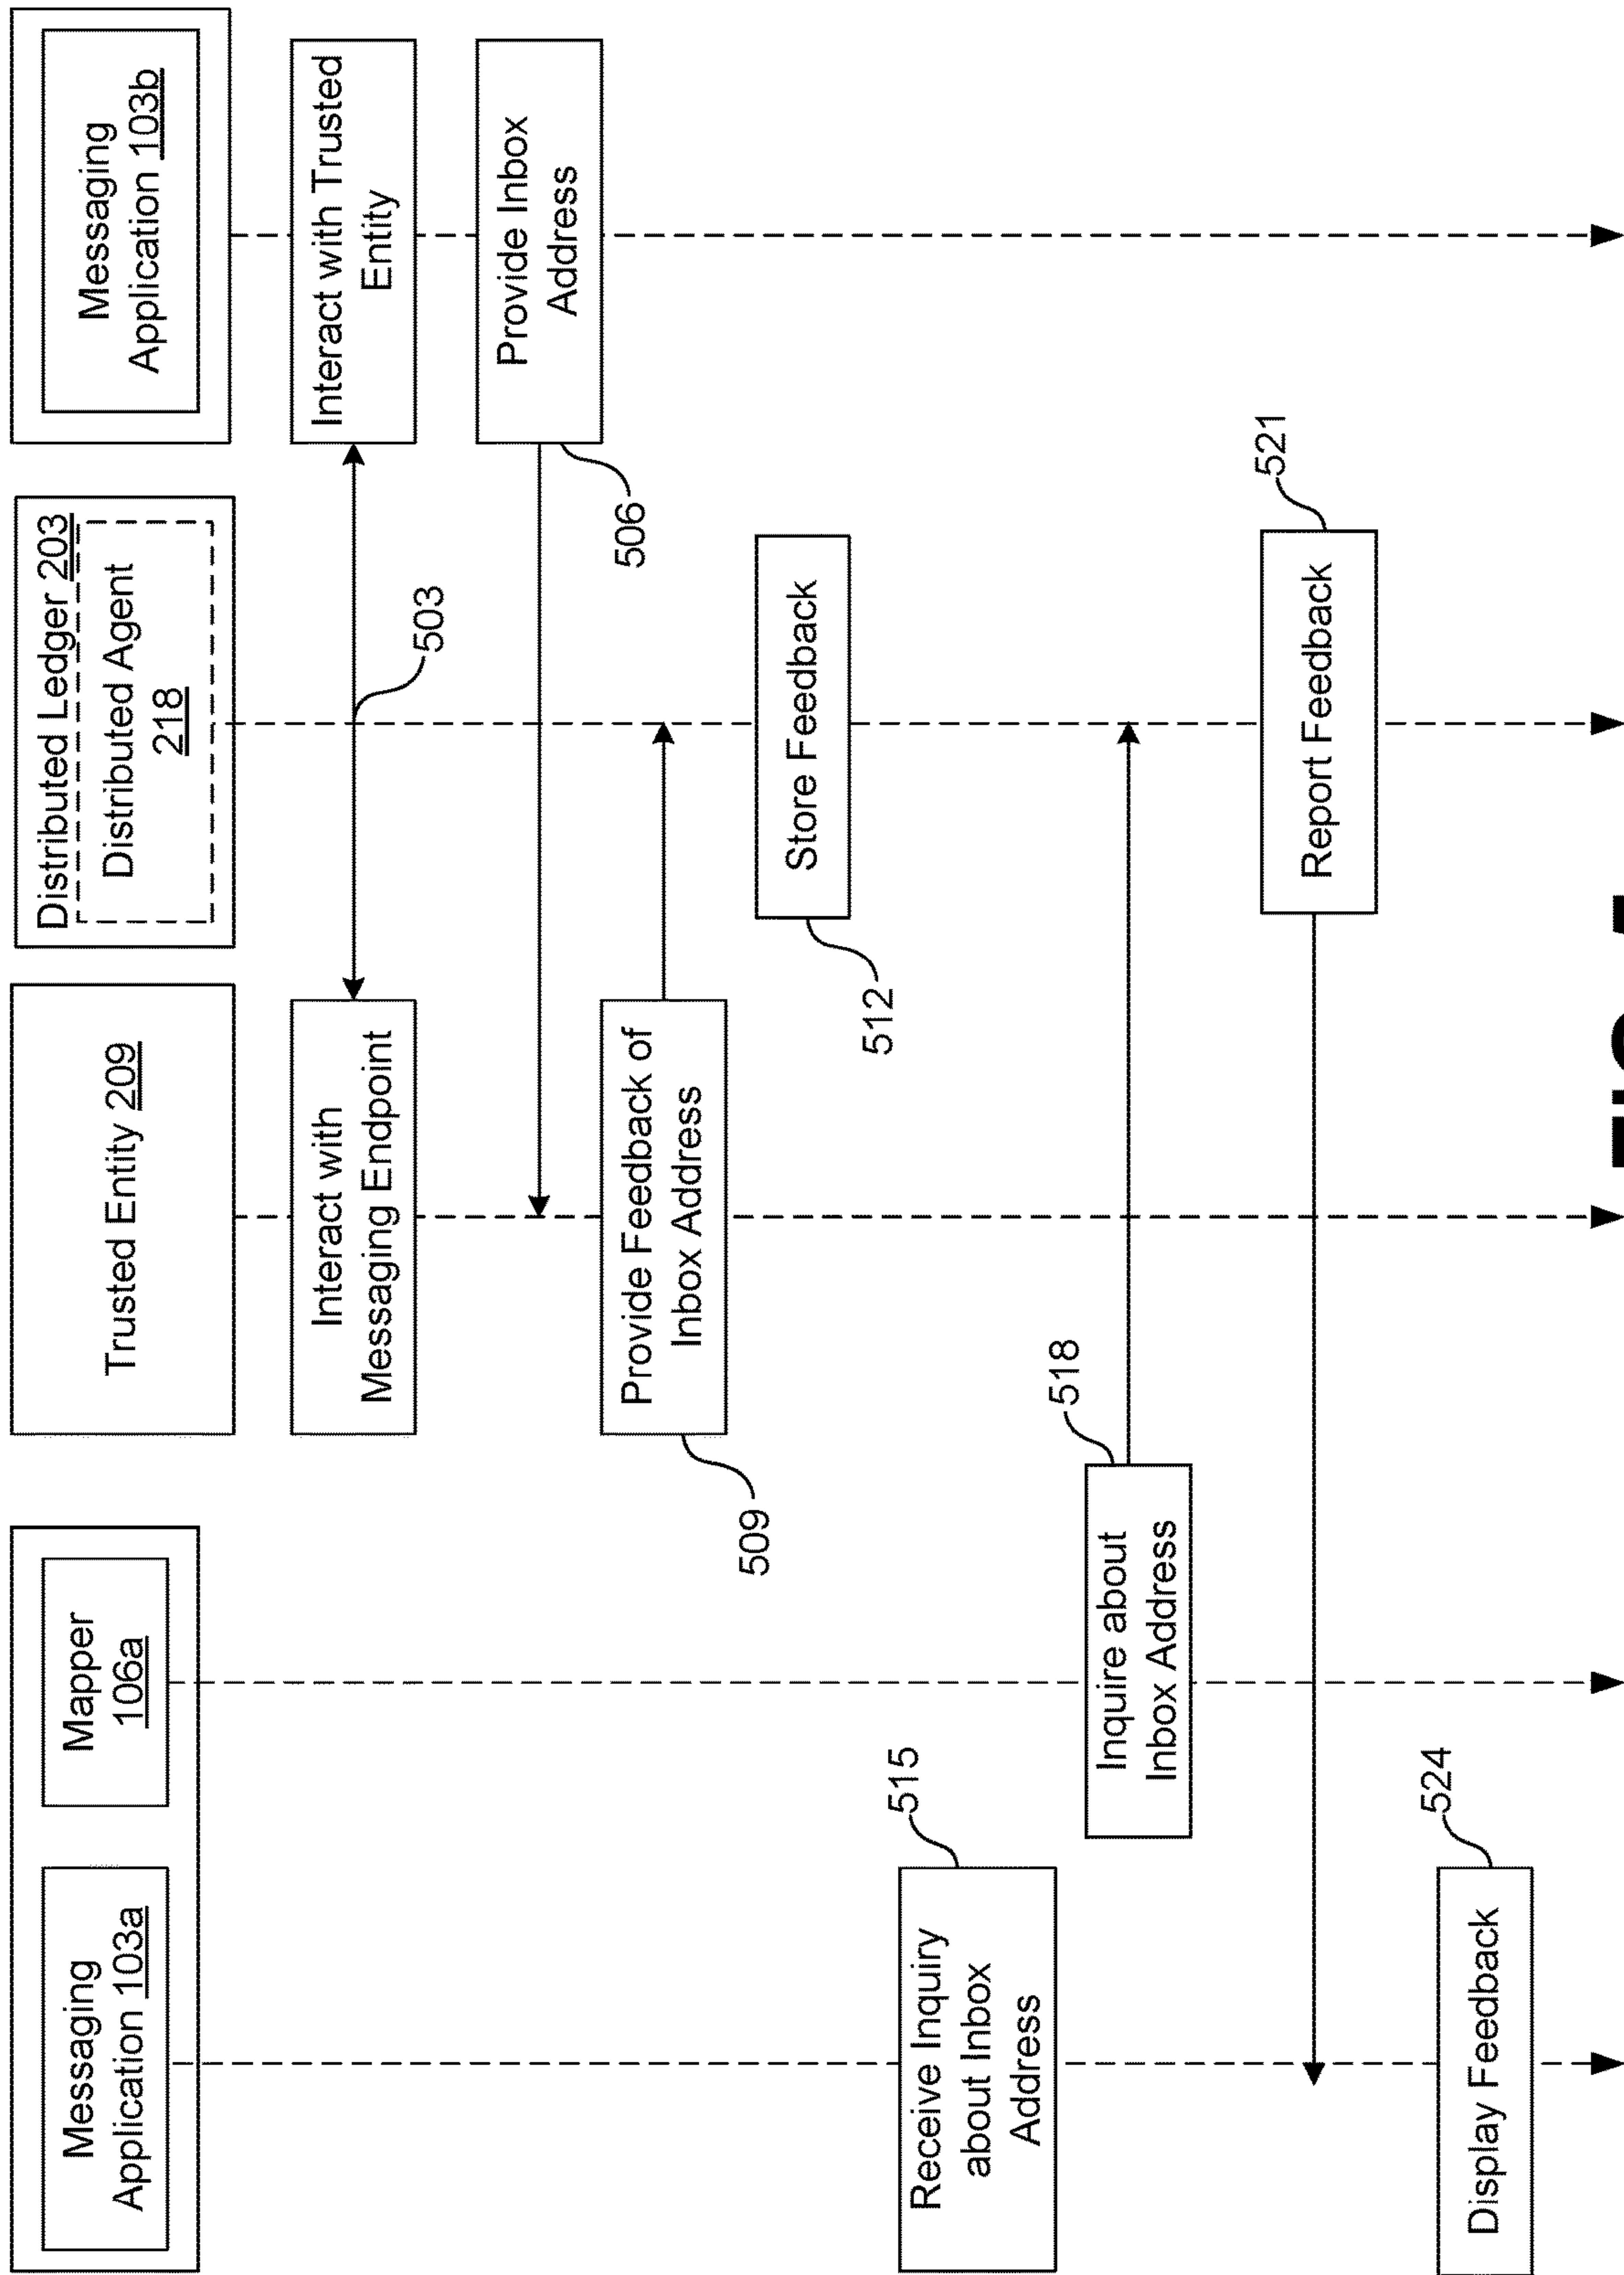 Messaging
Application 103a
Mapper
106a
Trusted Entity 209
Distributed Ledger 203
Distributed Agent
218
Messaging
Application 103b
Interact with
Messaging Endpoint
503
Interact with Trusted
Entity
Provide Inbox
Address
506
Provide Feedback of
Inbox Address
509
Store Feedback
512
Receive Inquiry
about Inbox
Address
515
Inquire about
Inbox Address
518
Report Feedback
521
Display Feedback
524